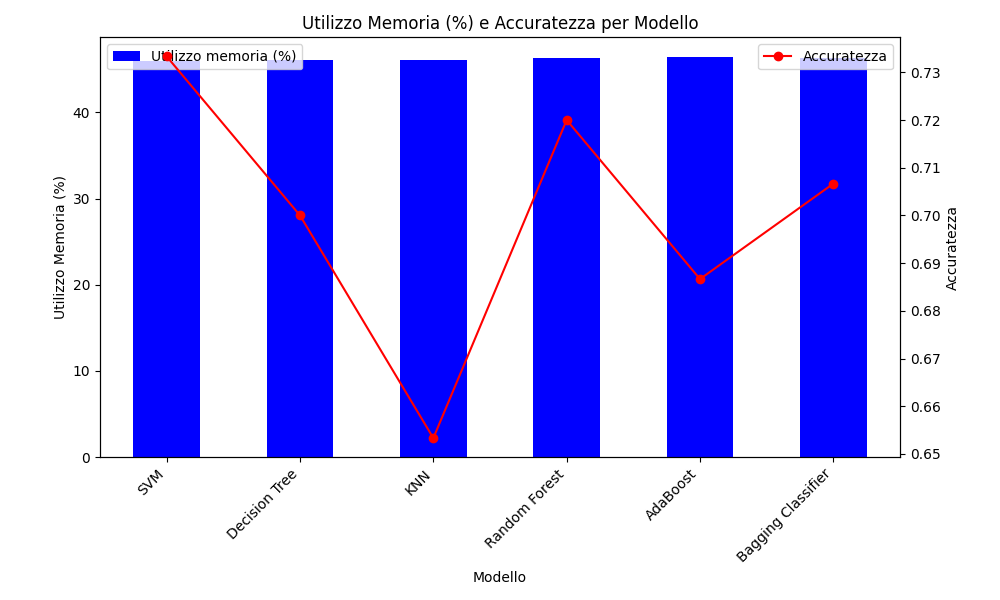 Utilizzo Memoria (%) e Accuratezza per Modello
Utilizzo memoria (%)
Accuratezza
Utilizzo Memoria (%)
40
30
20
10
0
0.73
0.72
0.71
0.70
0.69
0.68
0.67
0.66
0.65
Accuratezza
SVM
Decision Tree
KNN
Random Forest
AdaBoost
Bagging Classifier
Modello